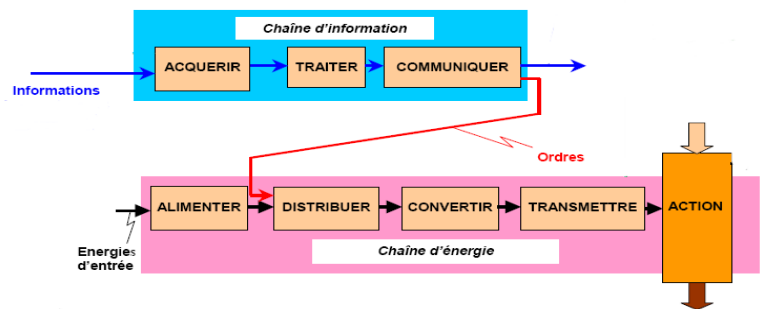 Chaîne d'information
ACQUERIR
TRAITER
COMMUNIQUER
Informations
Ordres
ALIMENTER
DISTRIBUER
CONVERTIR
TRANSMETTRE
ACTION
Energies
d'entrée
Chaîne d'énergie